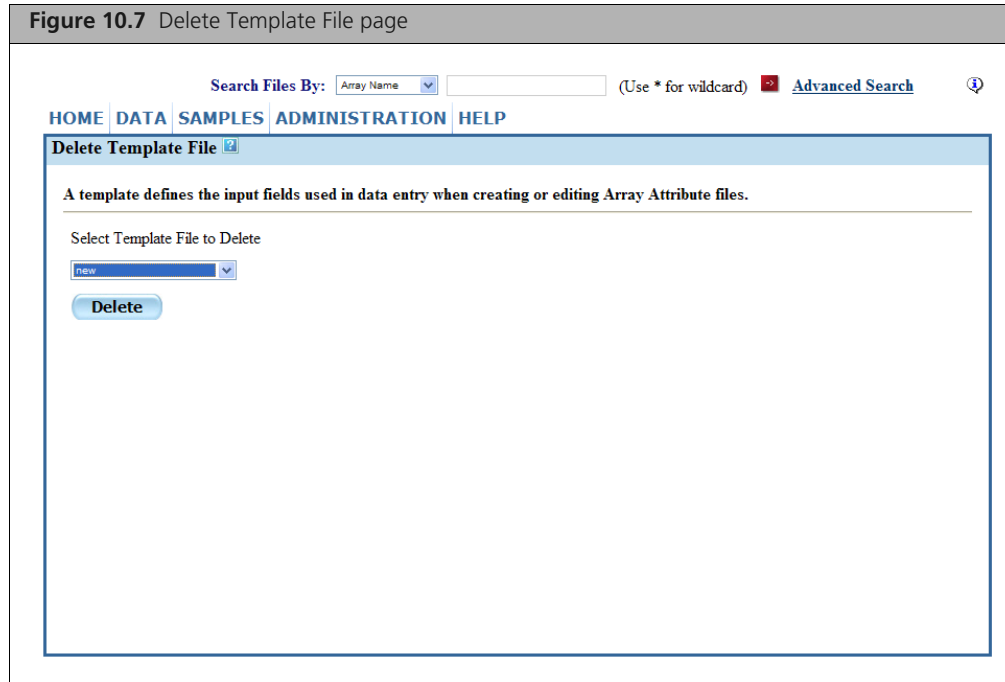 Figure 10.7 Delete Template File page
Search Files By: Array Name (Use * for wildcard) Advanced Search
HOME DATA SAMPLES ADMINISTRATION HELP
Delete Template File ?
A template defines the input fields used in data entry when creating or editing Array Attribute files.
Select Template File to Delete
new
Delete